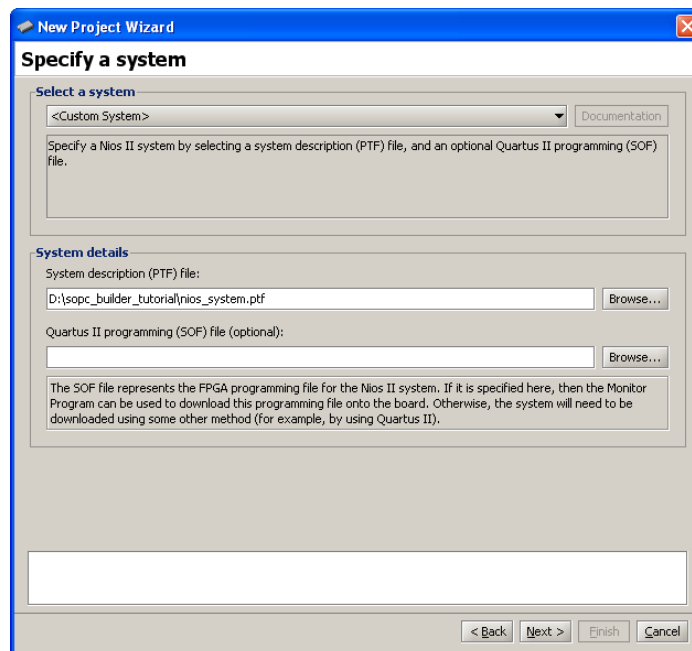 New Project Wizard
Specify a system
Select a system
<Custom System>
Documentation
Specify a Nios II system by selecting a system description (PTF) file, and an optional Quartus II programming (SOF)
file.
System details
System description (PTF) file:
D:\sopc_builder_tutorial\nios_system.ptf
Browse...
Quartus II programming (SOF) file (optional):
Browse...
The SOF file represents the FPGA programming file for the Nios II system. If it is specified here, then the Monitor
Program can be used to download this programming file onto the board. Otherwise, the system will need to be
downloaded using some other method (for example, by using Quartus II).
< Back
Next >
Finish
Cancel